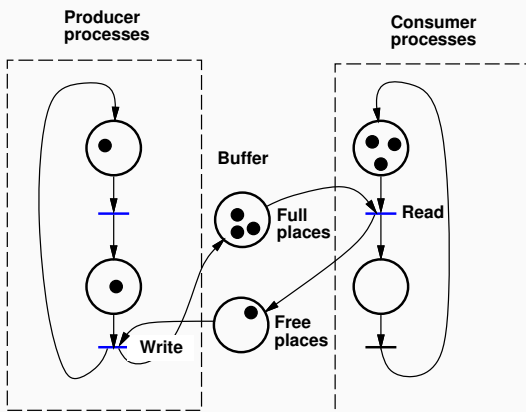 Producer
processes
Consumer
processes
Buffer
Full
places
Read
Free
places
Write